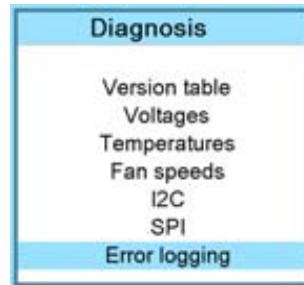 Diagnosis
Version table
Voltages
Temperatures
Fan speeds
I2C
SPI
Error logging